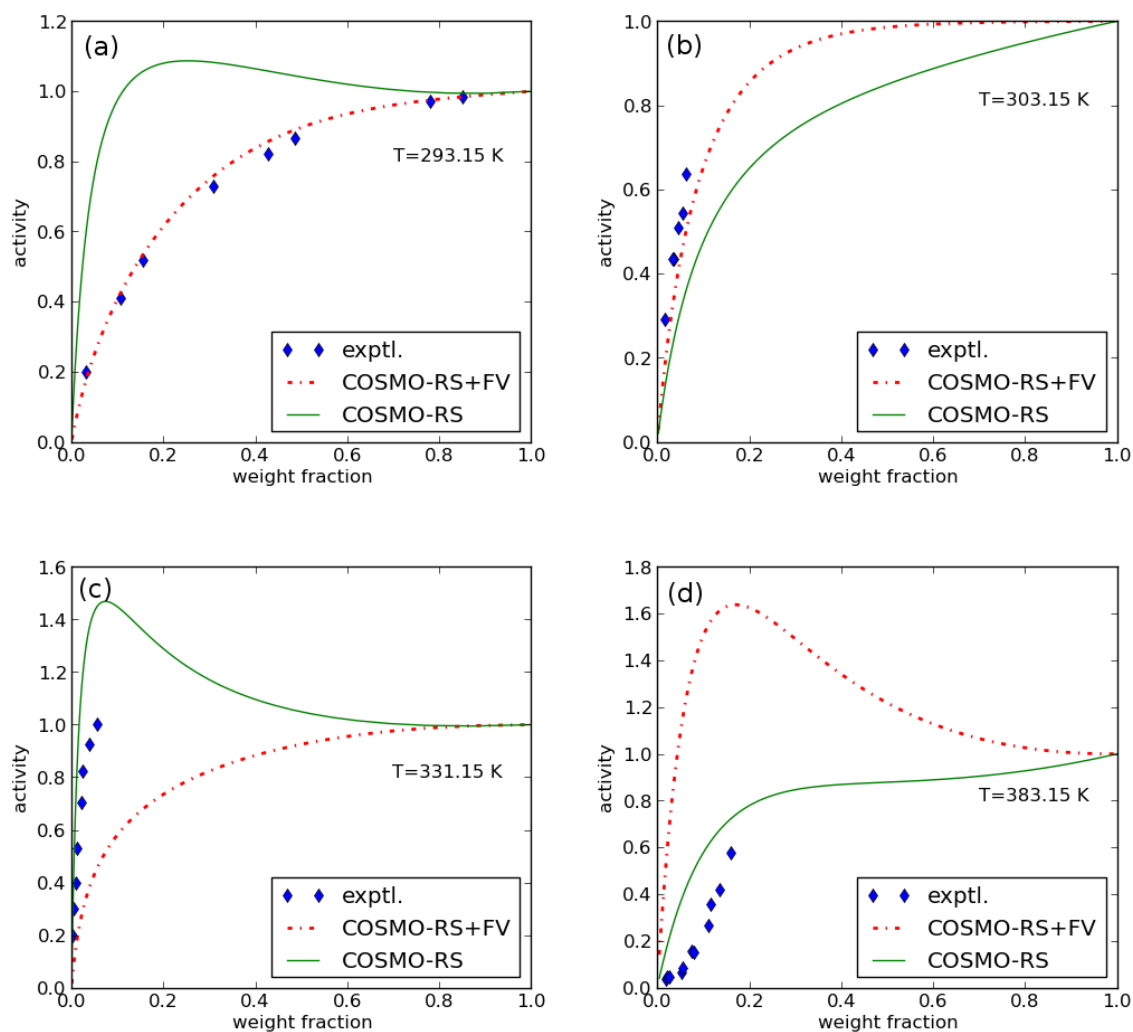 (a)
1.2
1.0
0.8
0.6
0.4
0.2
0.0
activity
T=293.15 K
exptl.
COSMO-RS+FV
COSMO-RS
0.0 0.2 0.4 0.6 0.8 1.0
weight fraction
(b)
1.0
0.8
0.6
0.4
0.2
0.0
activity
T=303.15 K
exptl.
COSMO-RS+FV
COSMO-RS
0.0 0.2 0.4 0.6 0.8 1.0
weight fraction
(c)
1.6
1.4
1.2
1.0
0.8
0.6
0.4
0.2
0.0
activity
T=331.15 K
exptl.
COSMO-RS+FV
COSMO-RS
0.0 0.2 0.4 0.6 0.8 1.0
weight fraction
(d)
1.8
1.6
1.4
1.2
1.0
0.8
0.6
0.4
0.2
0.0
activity
T=383.15 K
exptl.
COSMO-RS+FV
COSMO-RS
0.0 0.2 0.4 0.6 0.8 1.0
weight fraction